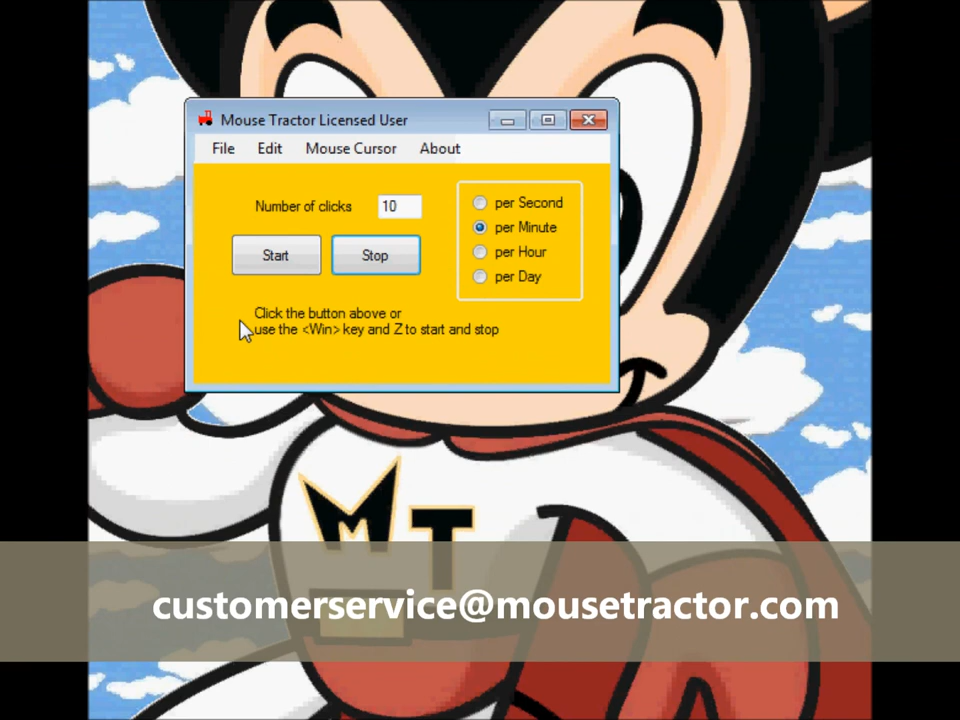 Mouse Tractor Licensed User
File Edit Mouse Cursor About
Number of clicks 10
per Second
per Minute
per Hour
per Day
Start Stop
Click the button above or
use the <Win> key and Z to start and stop
M T
customerservice@mousetractor.com